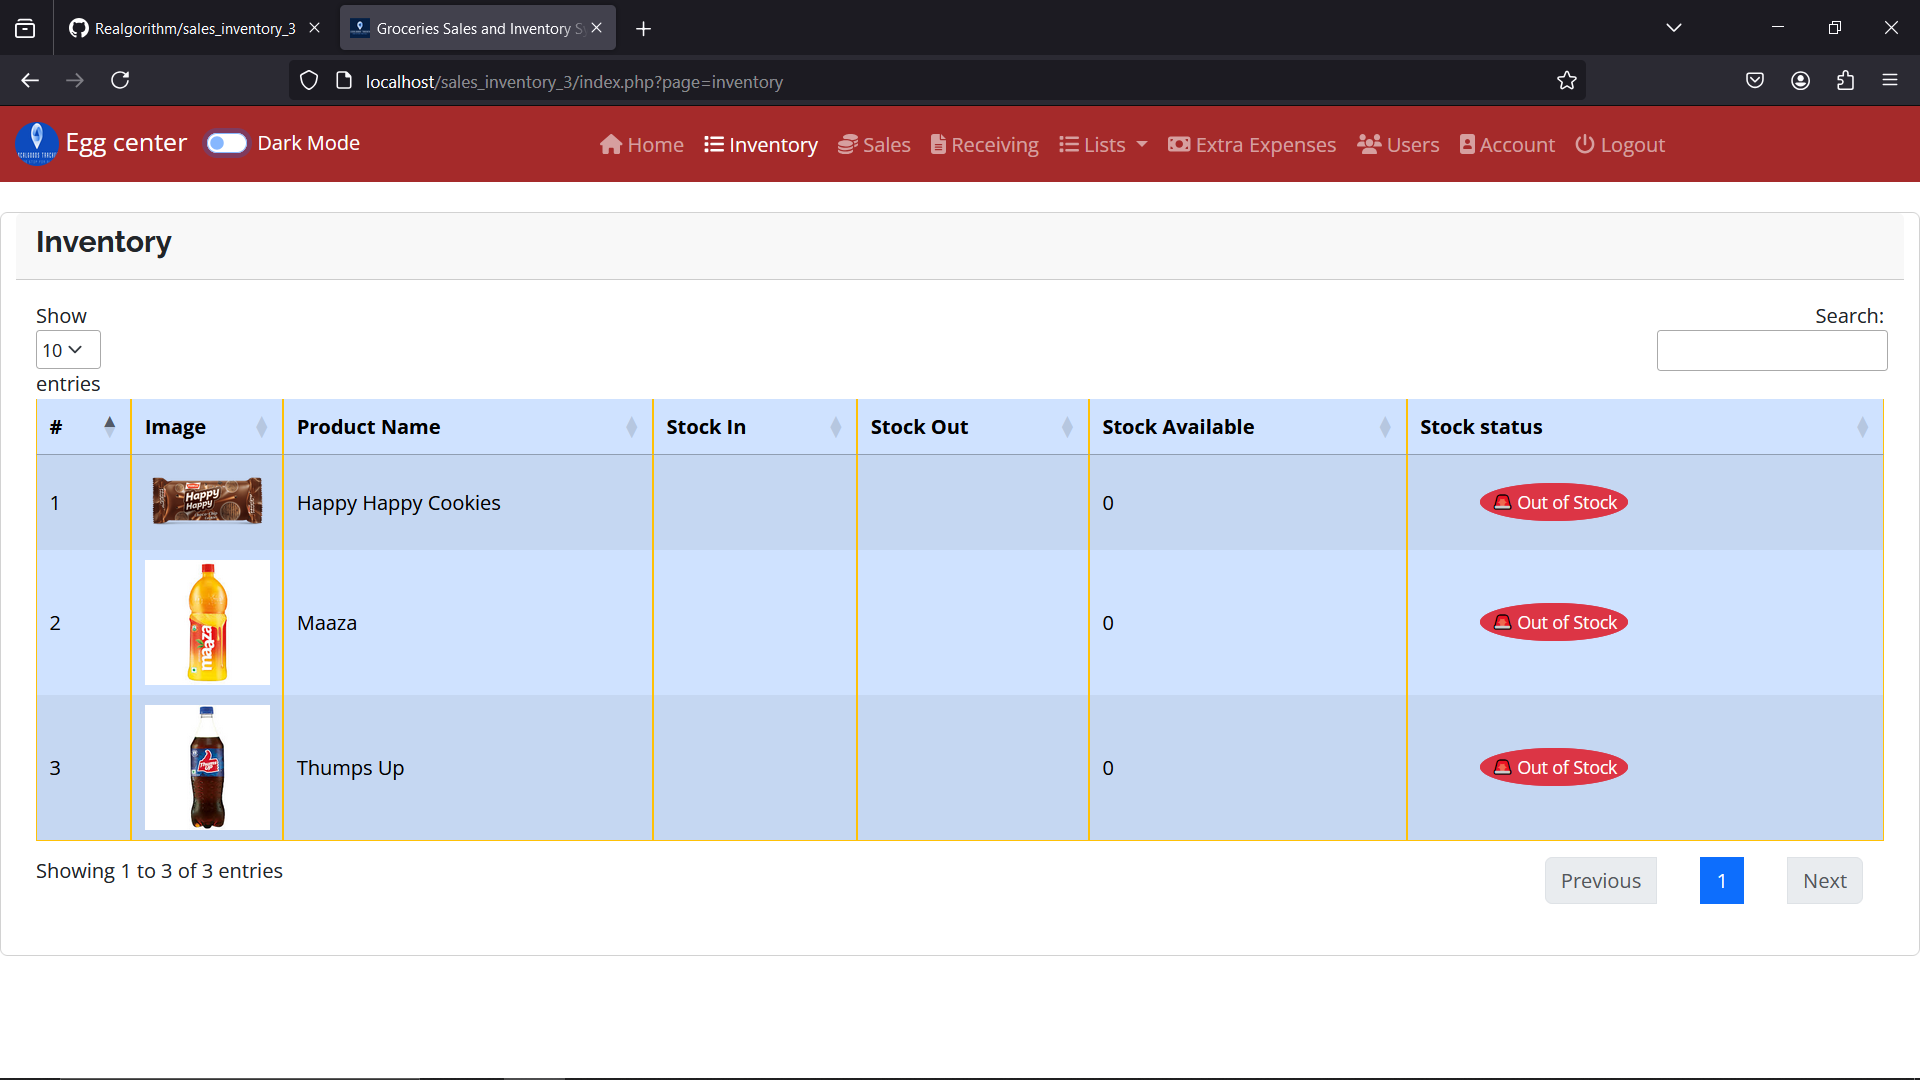 Realgorithm/sales_inventory_3
Groceries Sales and Inventory S
localhost/sales_inventory_3/index.php?page=inventory
Egg center
Dark Mode
Home
Inventory
Sales
Receiving
Lists
Extra Expenses
Users
Account
Logout
Inventory
Show
10
entries
Search:
# Image Product Name Stock In Stock Out Stock Available Stock status
1 Happy Happy Happy Happy Cookies 0 Out of Stock
2 maaza Maaza 0 Out of Stock
3 Thumps Up 0 Out of Stock
Showing 1 to 3 of 3 entries
Previous 1 Next